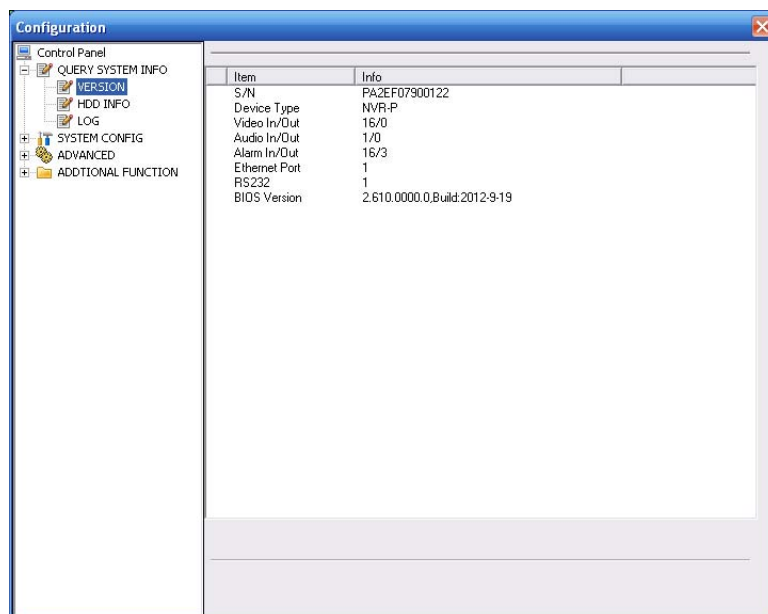 Configuration
Control Panel
QUERY SYSTEM INFO
VERSION
HDD INFO
LOG
SYSTEM CONFIG
ADVANCED
ADDTIONAL FUNCTION
Item Info
S/N PA2EF07900122
Device Type NVR-P
Video In/Out 16/0
Audio In/Out 1/0
Alarm In/Out 16/3
Ethernet Port 1
RS232 1
BIOS Version 2.610.0000.0,Build:2012-9-19